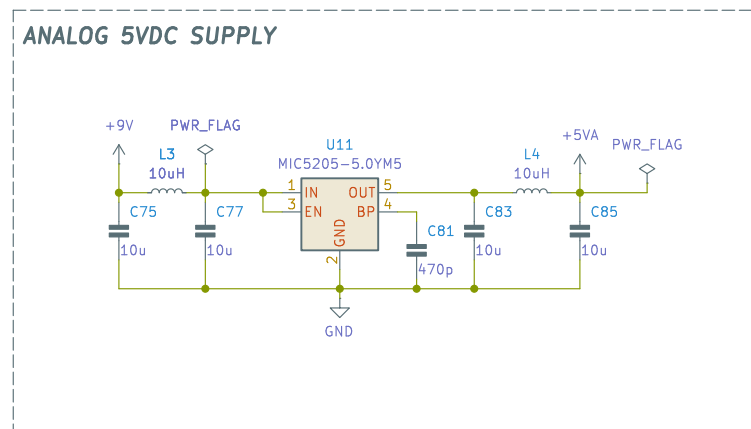 ANALOG 5VDC SUPPLY
+9V
PWR_FLAG
L3
10uH
U11
MIC5205-5.0YM5
L4
10uH
+5VA
PWR_FLAG
1
IN
OUT
5
3
EN
BP
4
GND
2
C75
10u
C77
10u
C81
470p
C83
10u
C85
10u
GND